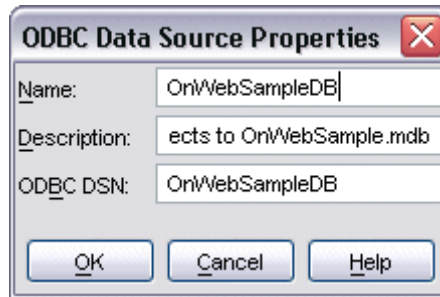 ODBC Data Source Properties
Name: OnWebSampleDB
Description: ects to OnWebSample.mdb
ODBC DSN: OnWebSampleDB
OK Cancel Help